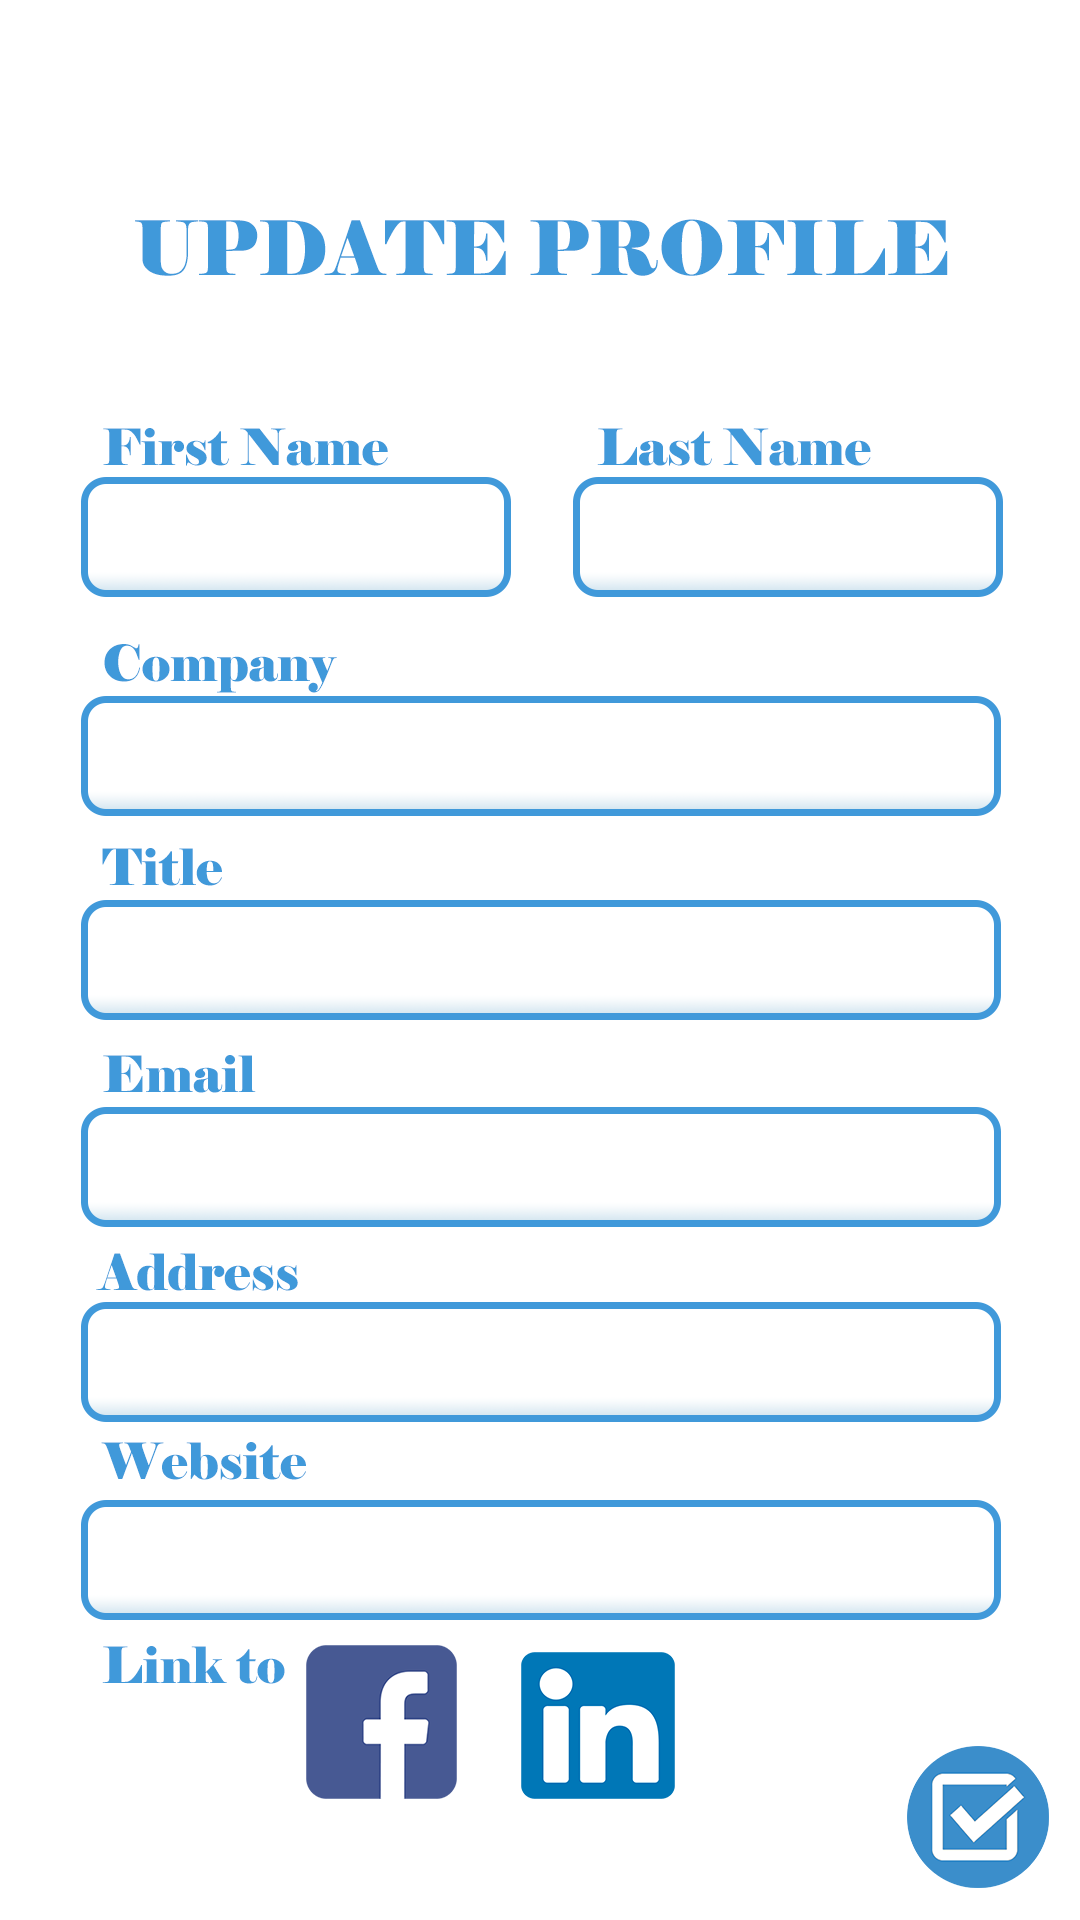 UPDATE PROFILE
First Name Last Name
Company
Title
Email
Address
Website
Link to f in